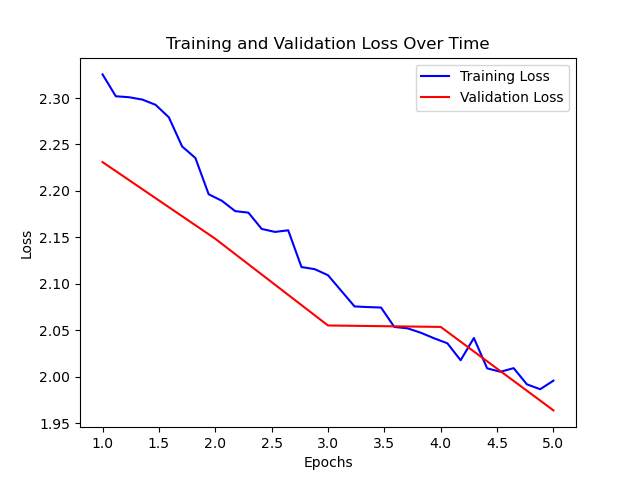 Training and Validation Loss Over Time
Training Loss
Validation Loss
Loss
2.30
2.25
2.20
2.15
2.10
2.05
2.00
1.95
1.0 1.5 2.0 2.5 3.0 3.5 4.0 4.5 5.0
Epochs